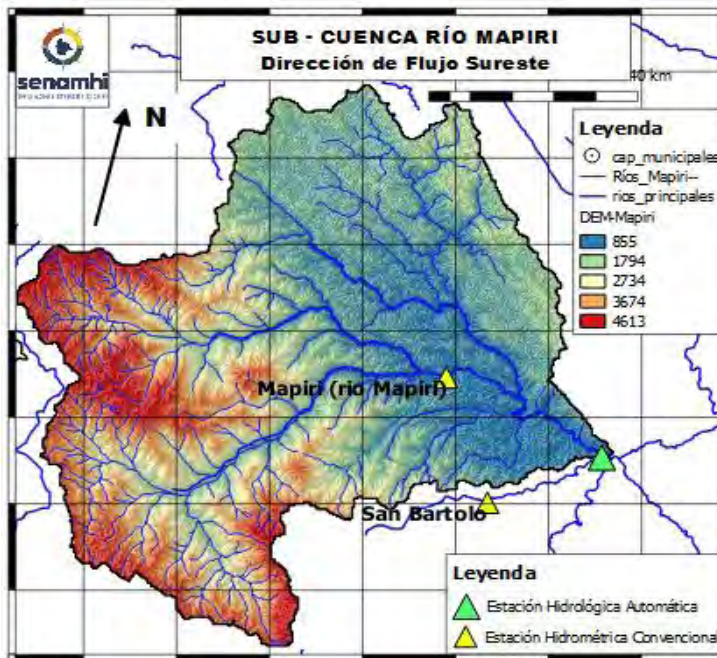 SUB - CUENCA RÍO MAPIRI
Dirección de Flujo Sureste
senamhi
N
40 km
Leyenda
cap_municipales
Ríos_Mapiri--
rios_principales
DEM-Mapiri
855
1794
2734
3674
4613
Mapiri (rio Mapiri)
San Bartolo
Leyenda
Estación Hidrológica Automática
Estación Hidrométrica Convencional